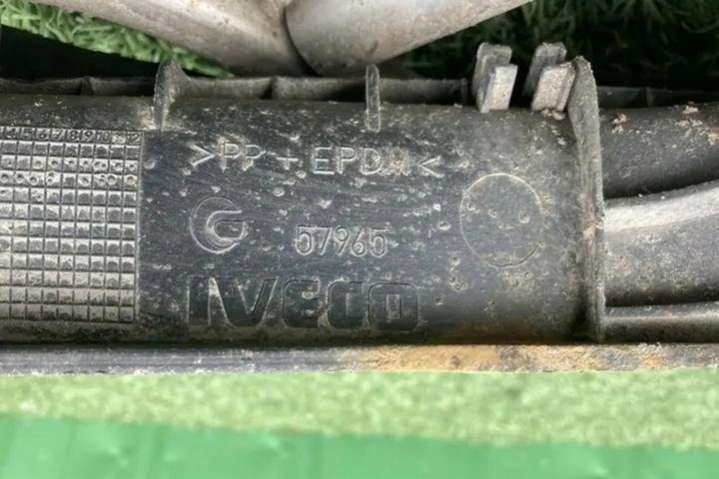 >PP + EPDM<
57965
IVECO